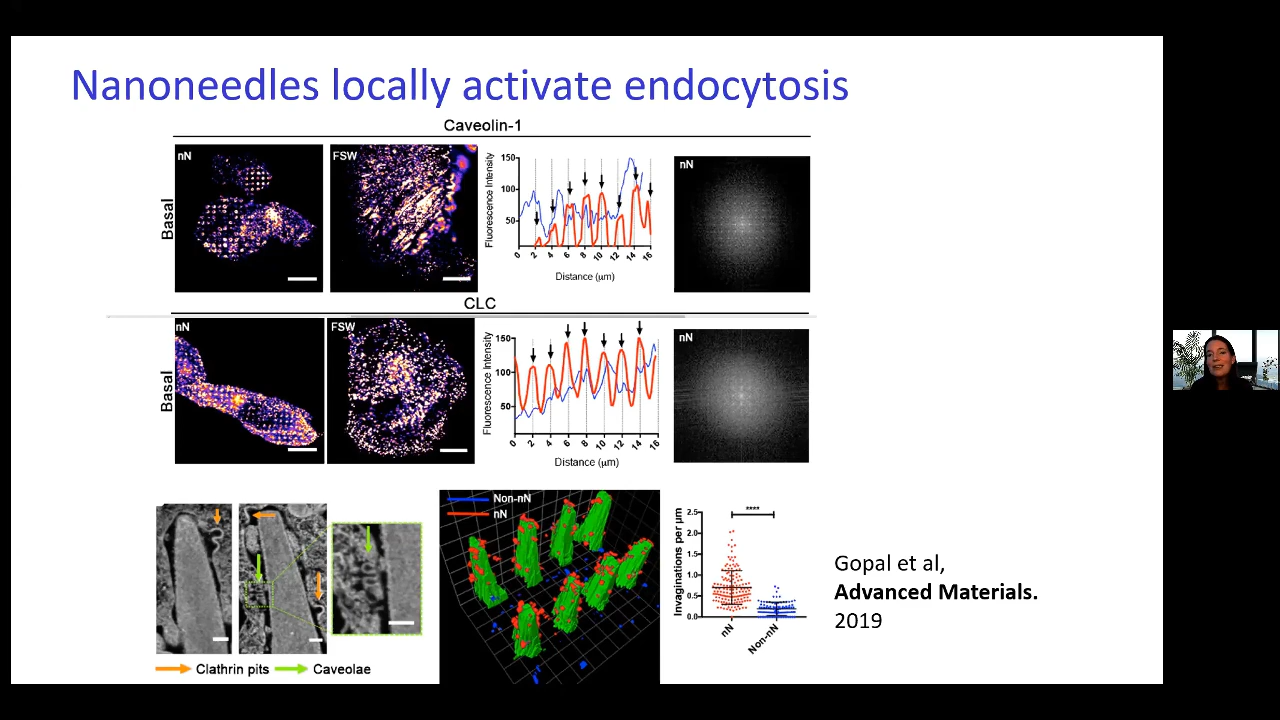 Nanoneedles locally activate endocytosis
Caveolin-1
Basal
nN
FSW
Fluorescence Intensity
150
100
50
0 2 4 6 8 10 12 14 16
Distance (μm)
nN
CLC
Basal
nN
FSW
Fluorescence Intensity
150
100
50
0 2 4 6 8 10 12 14 16
Distance (μm)
nN
Clathrin pits
Caveolae
Non-nN
nN
Invaginations per μm
2.5
2.0
1.5
1.0
0.5
0.0
****
nN
Non-nN
Gopal et al,
Advanced Materials.
2019